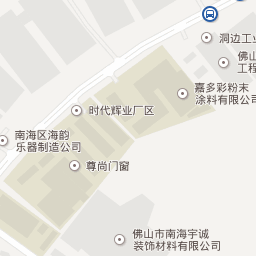 洞边工业
佛山
工程
嘉多彩粉末
涂料有限公司
时代辉业厂区
南海区海韵
乐器制造公司
尊尚门窗
佛山市南海宇诚
装饰材料有限公司